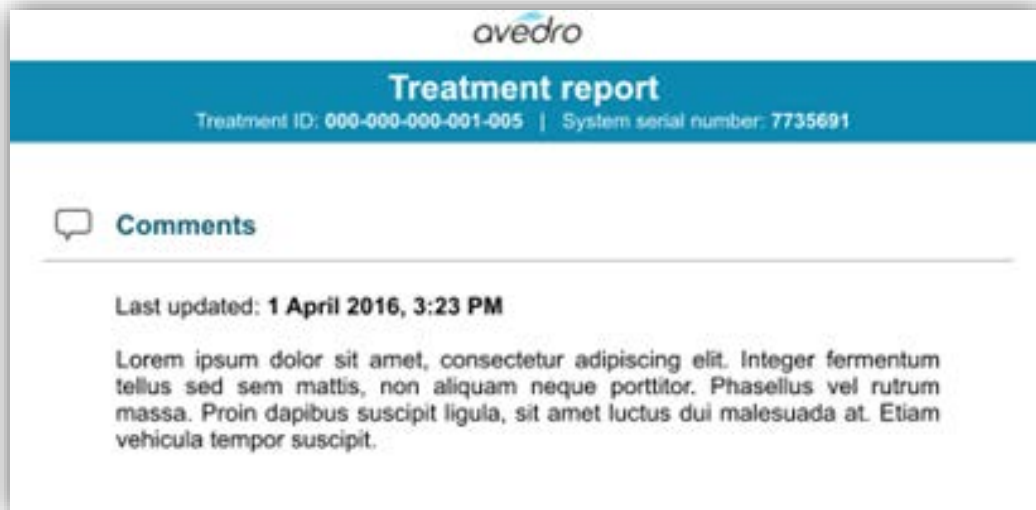 avedro
Treatment report
Treatment ID: 000-000-000-001-005 | System serial number: 7735691
Comments
Last updated: 1 April 2016, 3:23 PM
Lorem ipsum dolor sit amet, consectetur adipiscing elit. Integer fermentum
tellus sed sem mattis, non aliquam neque porttitor. Phasellus vel rutrum
massa. Proin dapibus suscipit ligula, sit amet luctus dui malesuada at. Etiam
vehicula tempor suscipit.